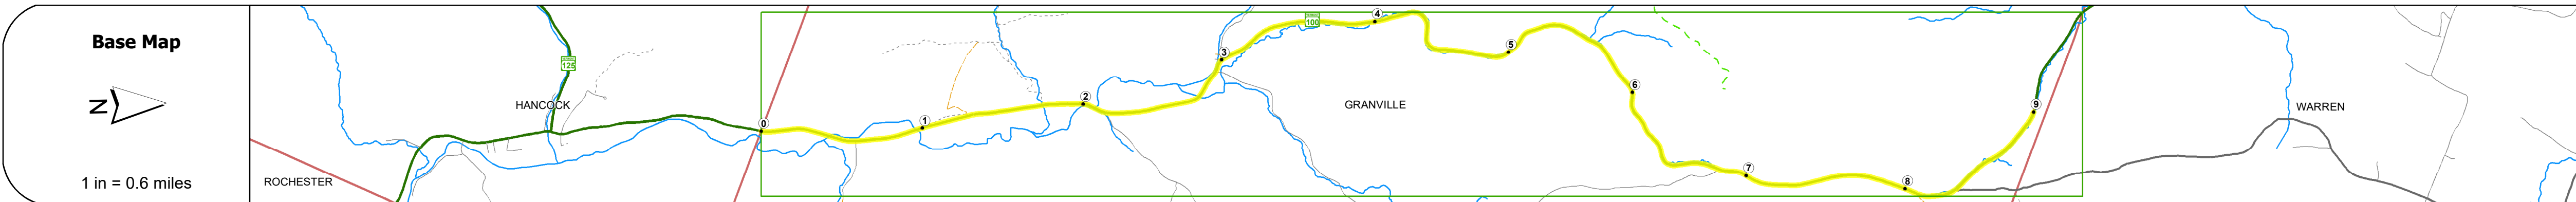 Base Map
N
1 in = 0.6 miles
ROCHESTER
HANCOCK
125
0
1
2
3
100
4
GRANVILLE
5
6
7
8
9
WARREN